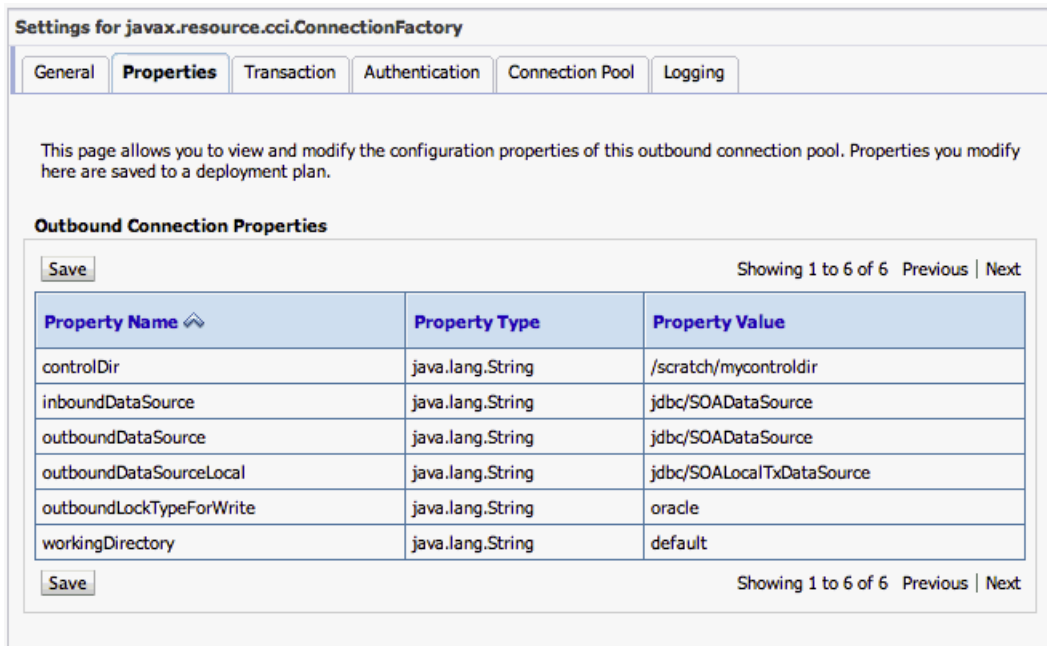 Settings for javax.resource.cci.ConnectionFactory
General Properties Transaction Authentication Connection Pool Logging
This page allows you to view and modify the configuration properties of this outbound connection pool. Properties you modify
here are saved to a deployment plan.
Outbound Connection Properties
Save Showing 1 to 6 of 6 Previous | Next
Property Name Property Type Property Value
controlDir java.lang.String /scratch/mycontroldir
inboundDataSource java.lang.String jdbc/SOADataSource
outboundDataSource java.lang.String jdbc/SOADataSource
outboundDataSourceLocal java.lang.String jdbc/SOALocalTxDataSource
outboundLockTypeForWrite java.lang.String oracle
workingDirectory java.lang.String default
Save Showing 1 to 6 of 6 Previous | Next